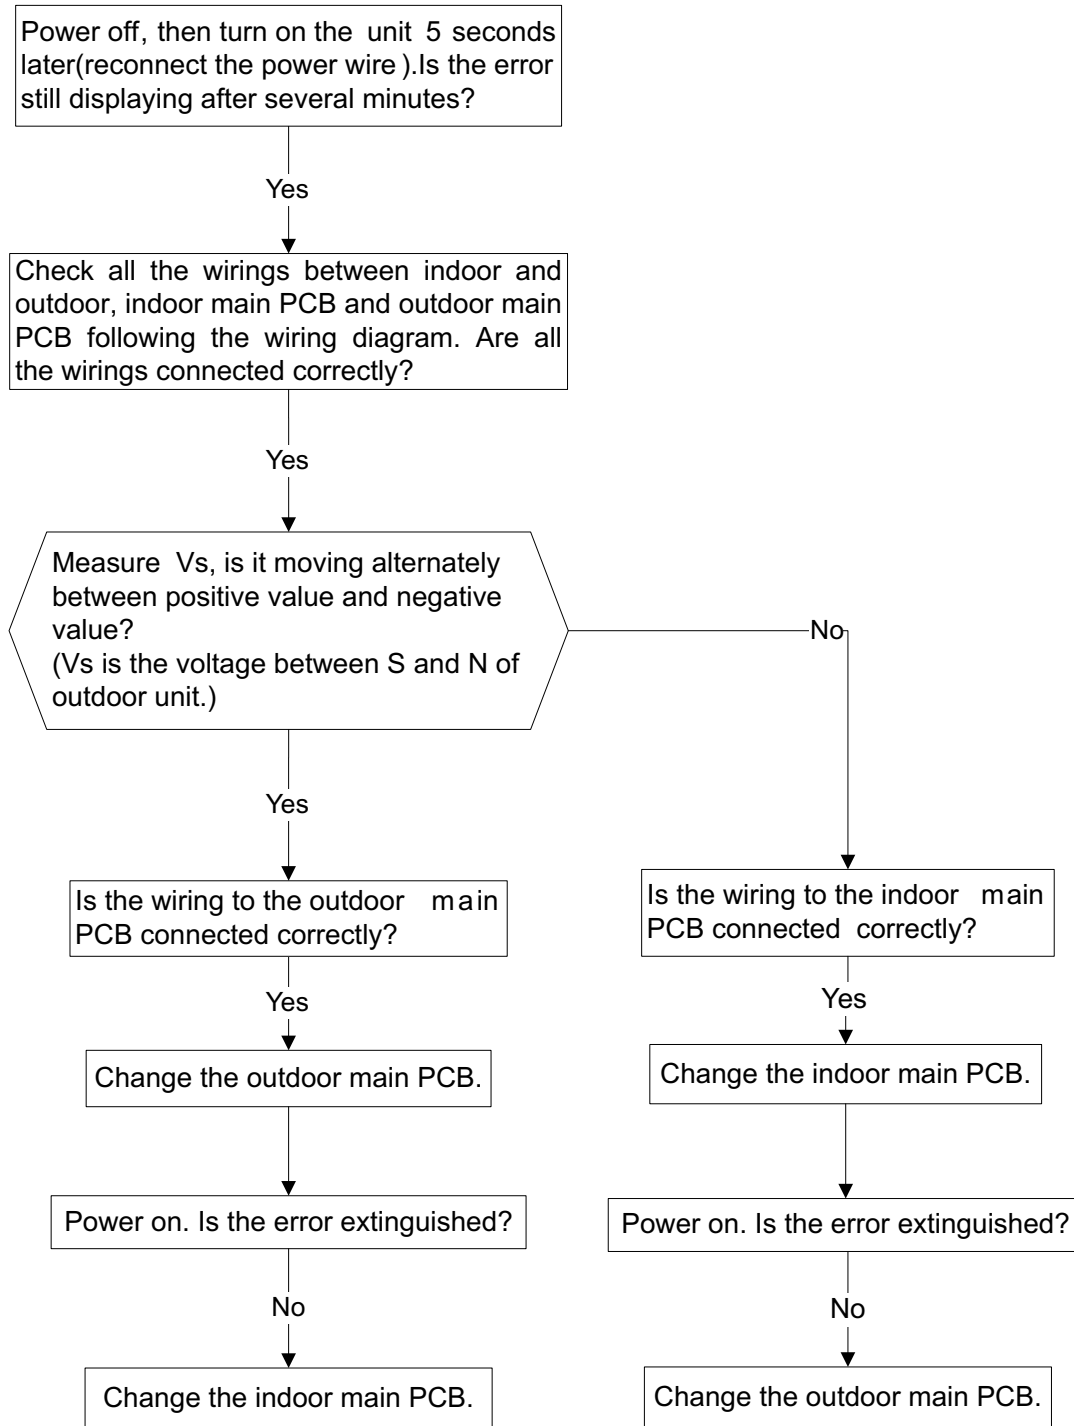 Power off, then turn on the unit 5 seconds
later(reconnect the power wire ).Is the error
still displaying after several minutes?
Yes
Check all the wirings between indoor and
outdoor, indoor main PCB and outdoor main
PCB following the wiring diagram. Are all
the wirings connected correctly?
Yes
Measure Vs, is it moving alternately
between positive value and negative
value?
(Vs is the voltage between S and N of
outdoor unit.)
No
Yes
Is the wiring to the outdoor main
PCB connected correctly?
Yes
Change the outdoor main PCB.
Power on. Is the error extinguished?
No
Change the indoor main PCB.
Is the wiring to the indoor main
PCB connected correctly?
Yes
Change the indoor main PCB.
Power on. Is the error extinguished?
No
Change the outdoor main PCB.